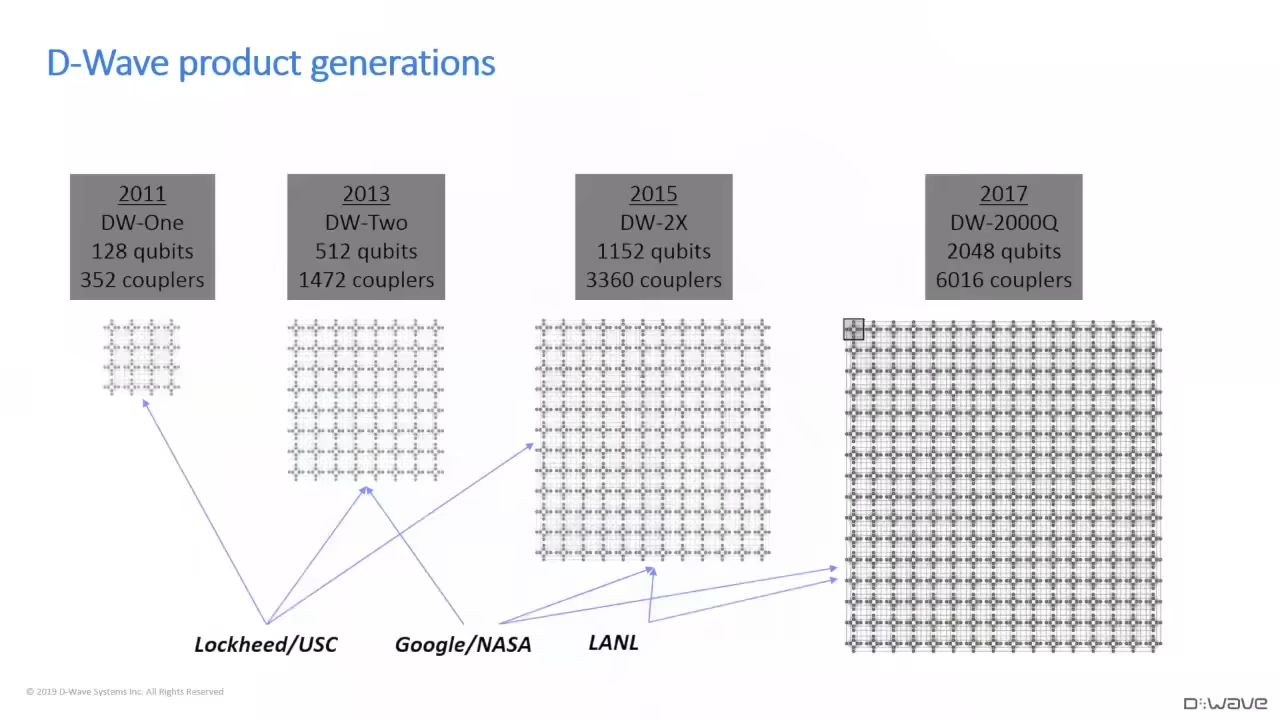 D-Wave product generations
2011
DW-One
128 qubits
352 couplers
2013
DW-Two
512 qubits
1472 couplers
2015
DW-2X
1152 qubits
3360 couplers
2017
DW-2000Q
2048 qubits
6016 couplers
Lockheed/USC
Google/NASA
LANL
© 2019 D-Wave Systems Inc. All Rights Reserved
D:wave